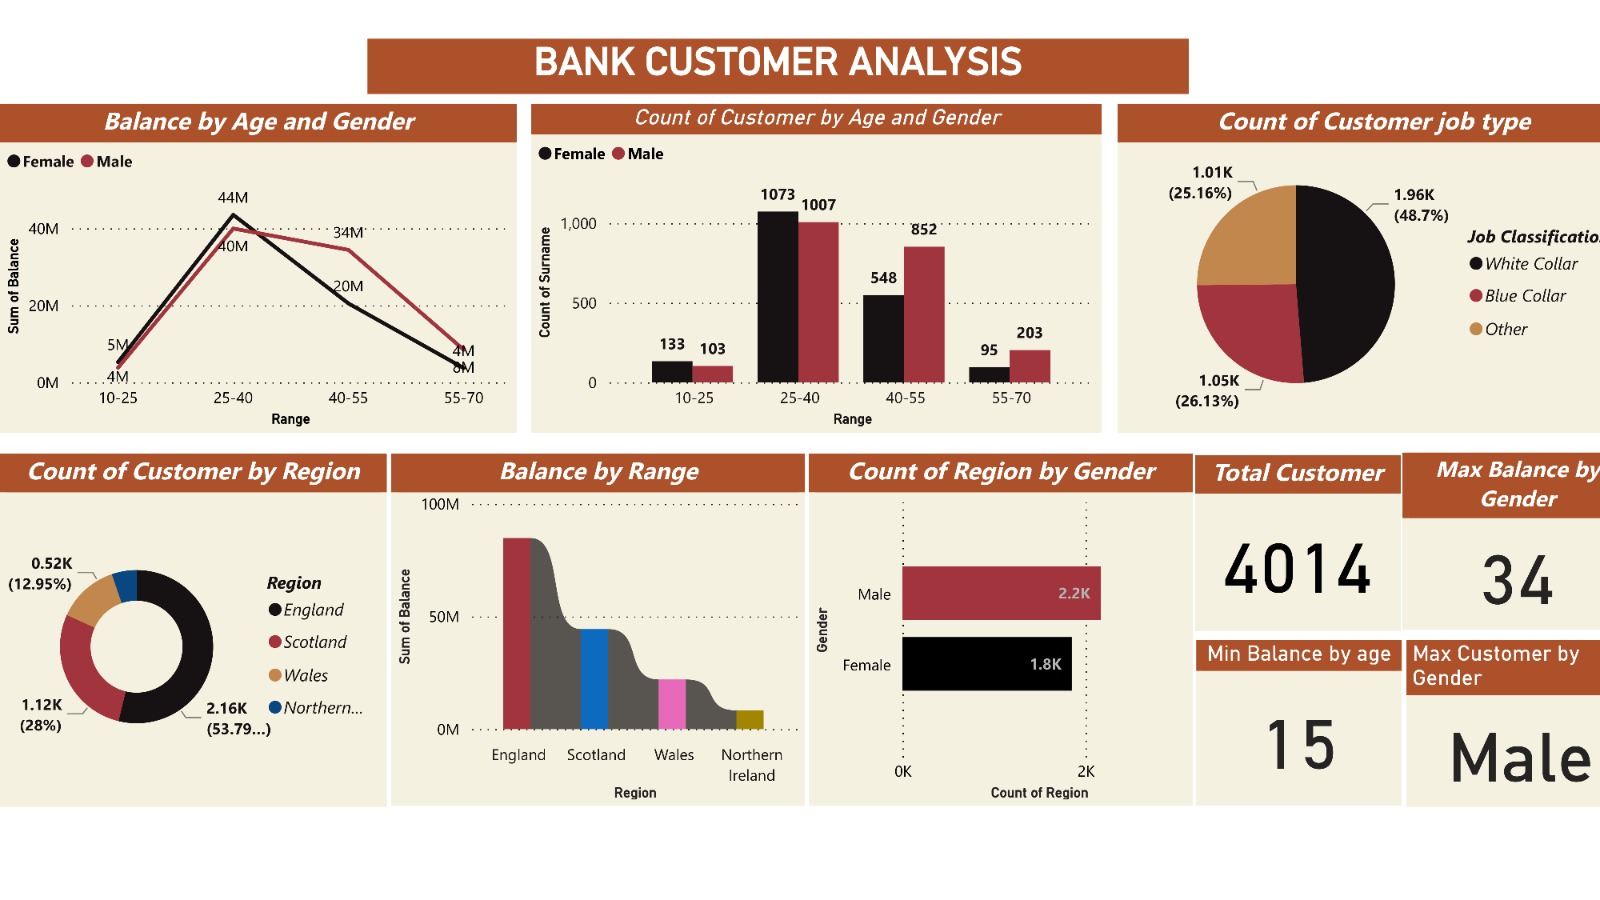 BANK CUSTOMER ANALYSIS
Balance by Age and Gender
Female Male
44M
40M
34M
40M
20M
20M
5M
4M
4M
8M
0M
10-25 25-40 40-55 55-70
Range
Sum of Balance
Count of Customer by Age and Gender
Female Male
1073
1007
1,000
852
548
500
133 103
95
203
0
10-25 25-40 40-55 55-70
Range
Count of Surname
Count of Customer job type
1.01K
(25.16%)
1.96K
(48.7%)
1.05K
(26.13%)
Job Classificatio
White Collar
Blue Collar
Other
Count of Customer by Region
0.52K
(12.95%)
1.12K
(28%)
2.16K
(53.79...)
Region
England
Scotland
Wales
Northern...
Balance by Range
100M
50M
0M
Sum of Balance
England Scotland Wales Northern
Ireland
Region
Count of Region by Gender
Male 2.2K
Female 1.8K
Gender
0K 2K
Count of Region
Total Customer
4014
Max Balance by
Gender
34
Min Balance by age
15
Max Customer by
Gender
Male